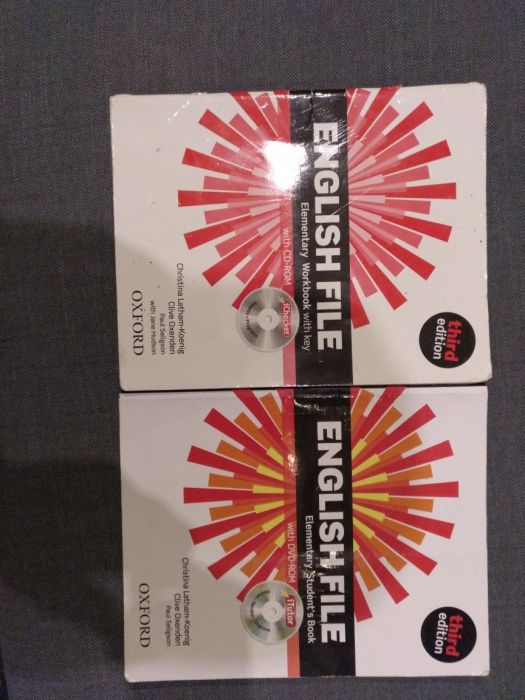 third
edition
ENGLISH FILE
Elementary Workbook with key
with CD-ROM
iChecker
Christina Latham-Koenig
Clive Oxenden
Paul Seligson
with Jane Hudson
OXFORD
third
edition
ENGLISH FILE
Elementary Student's Book
with DVD-ROM
iTutor
Christina Latham-Koenig
Clive Oxenden
Paul Seligson
OXFORD